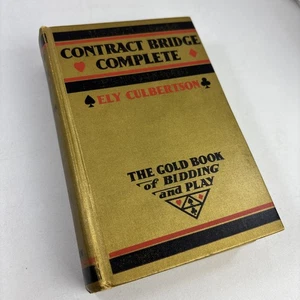 CONTRACT BRIDGE
COMPLETE
ELY CULBERTSON
THE GOLD BOOK
of BIDDING
and PLAY